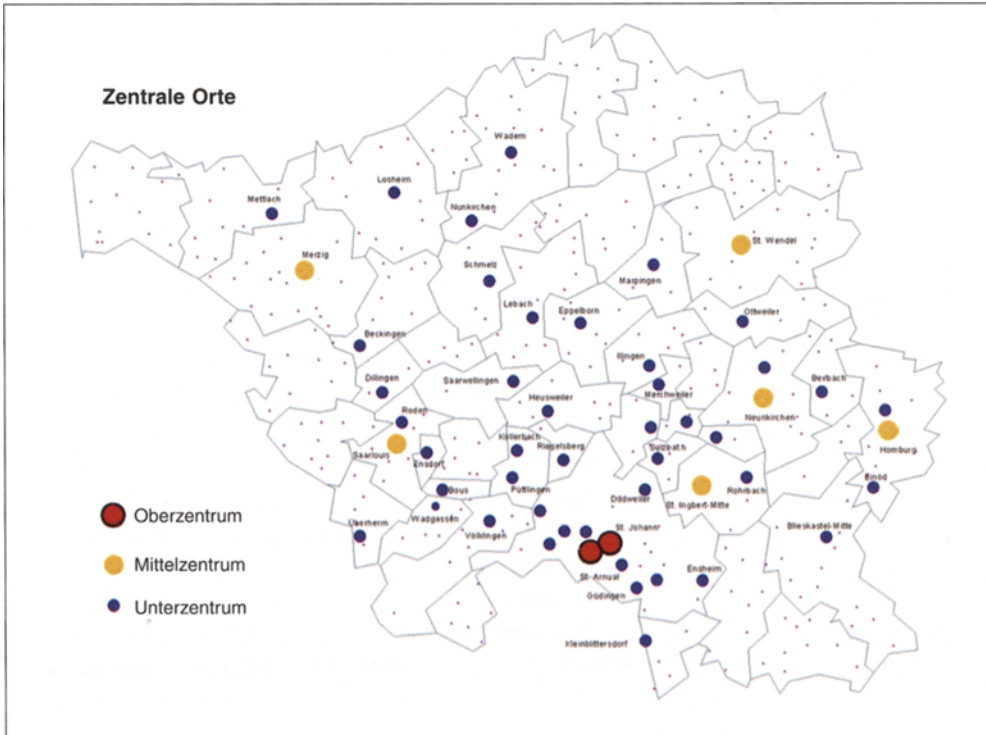 Zentrale Orte
Wadern
Losheim
Mettlach
Nunkirchen
St. Wendel
Merzig
Schmelz
Marpingen
Lebach
Eppelborn
Ottweiler
Beckingen
Illingen
Dillingen
Saarwellingen
Merchweiler
Bexbach
Heusweiler
Neunkirchen
Roden
Saarlouis
Köllerbach
Riegelsberg
Sulzbach
Homburg
Ensdorf
Einöd
Bous
Püttlingen
Dudweiler
St. Ingbert-Mitte
Rohrbach
Oberzentrum
Wadgassen
Völklingen
St. Johann
Blieskastel-Mitte
Überherrn
Mittelzentrum
St. Arnual
Ensheim
Güdingen
Unterzentrum
Kleinblittersdorf